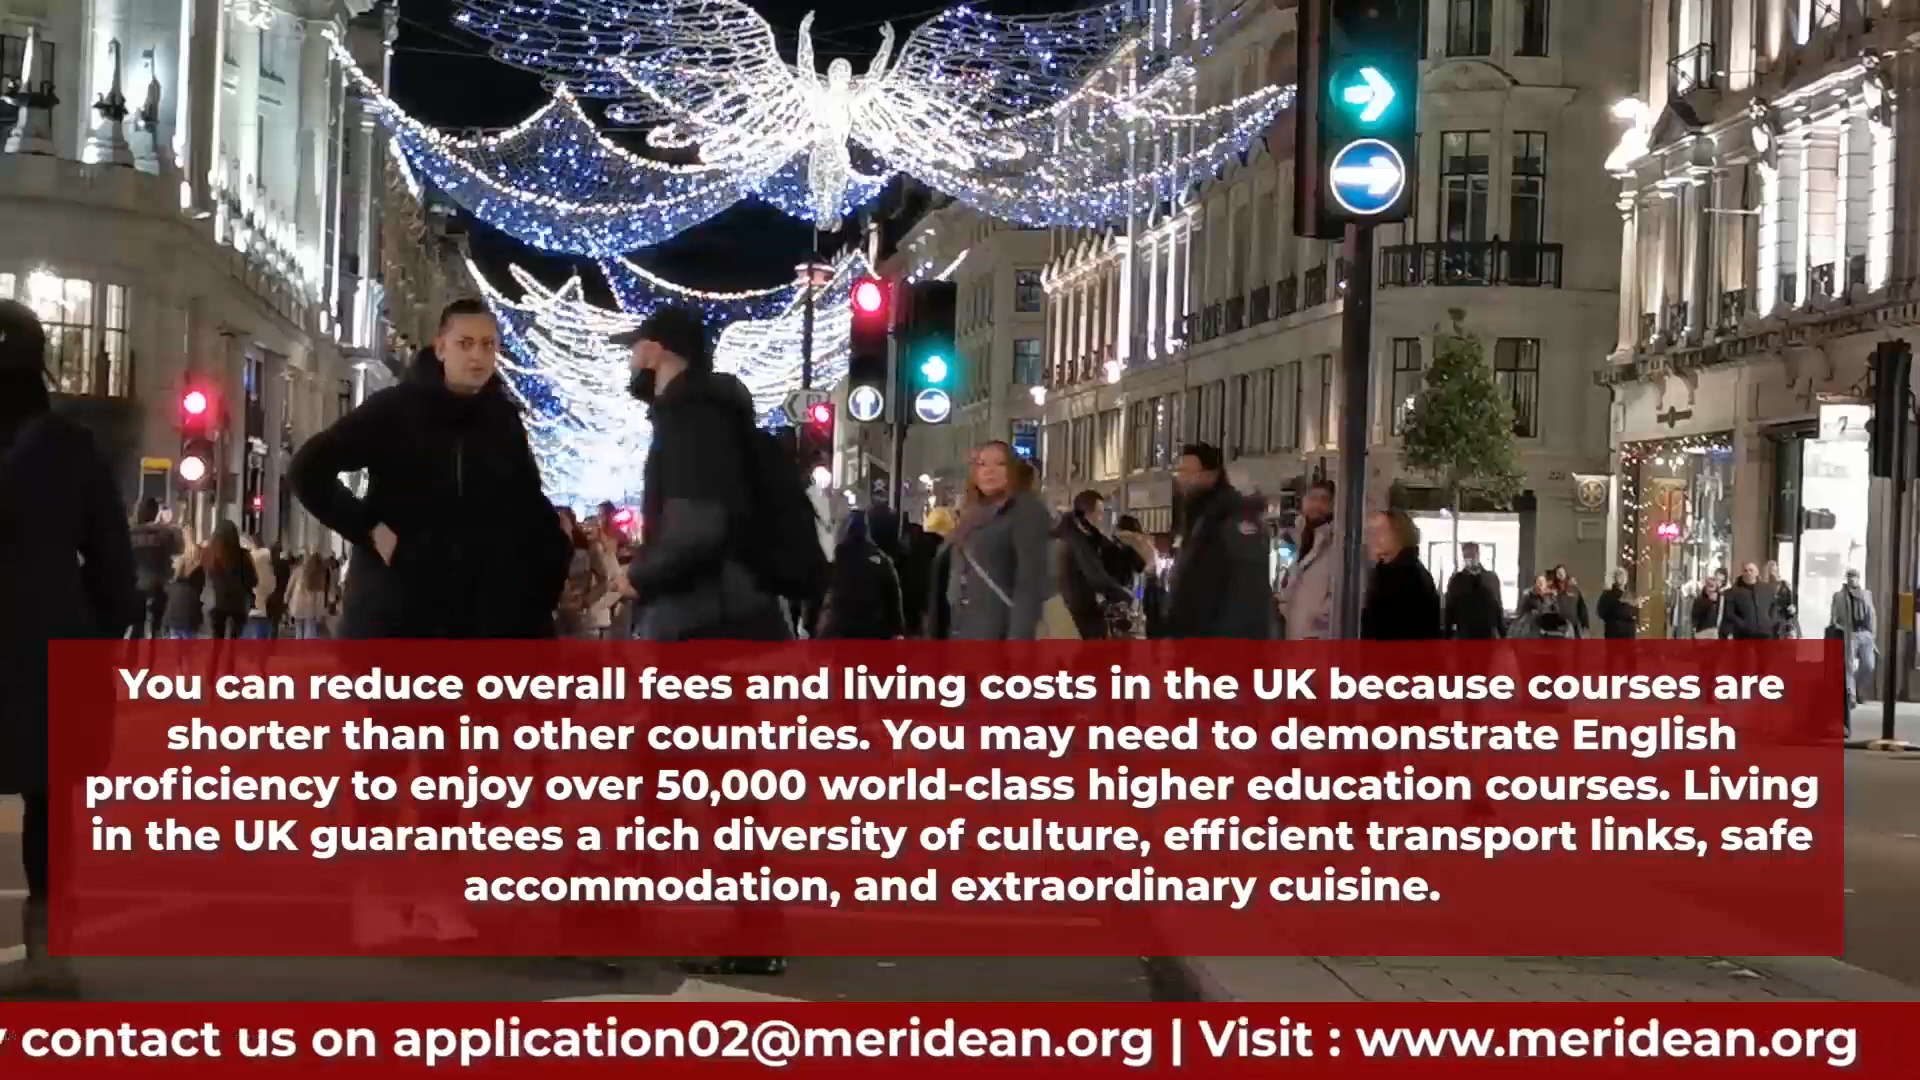 You can reduce overall fees and living costs in the UK because courses are
shorter than in other countries. You may need to demonstrate English
proficiency to enjoy over 50,000 world-class higher education courses. Living
in the UK guarantees a rich diversity of culture, efficient transport links, safe
accommodation, and extraordinary cuisine.
contact us on application02@meridean.org | Visit : www.meridean.org